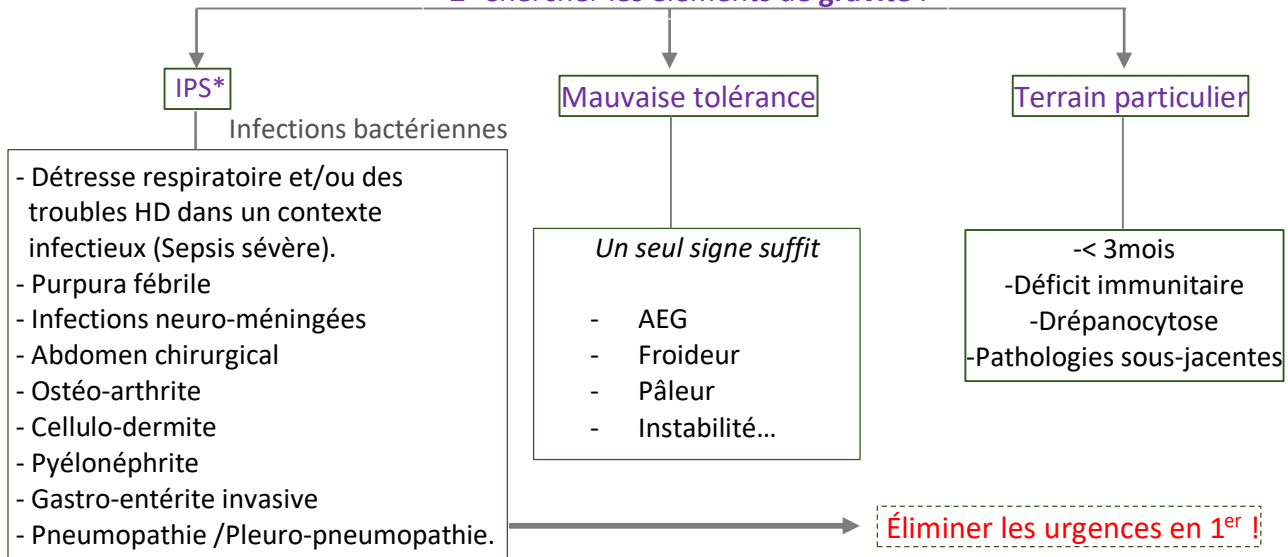 IPS*
Infections bactériennes
- Détresse respiratoire et/ou des
troubles HD dans un contexte
infectieux (Sepsis sévère).
- Purpura fébrile
- Infections neuro-méningées
- Abdomen chirurgical
- Ostéo-arthrite
- Cellulo-dermite
- Pyélonéphrite
- Gastro-entérite invasive
- Pneumopathie /Pleuro-pneumopathie.
Mauvaise tolérance
Un seul signe suffit
- AEG
- Froideur
- Pâleur
- Instabilité...
Terrain particulier
-< 3mois
-Déficit immunitaire
-Drépanocytose
-Pathologies sous-jacentes
Éliminer les urgences en 1er !